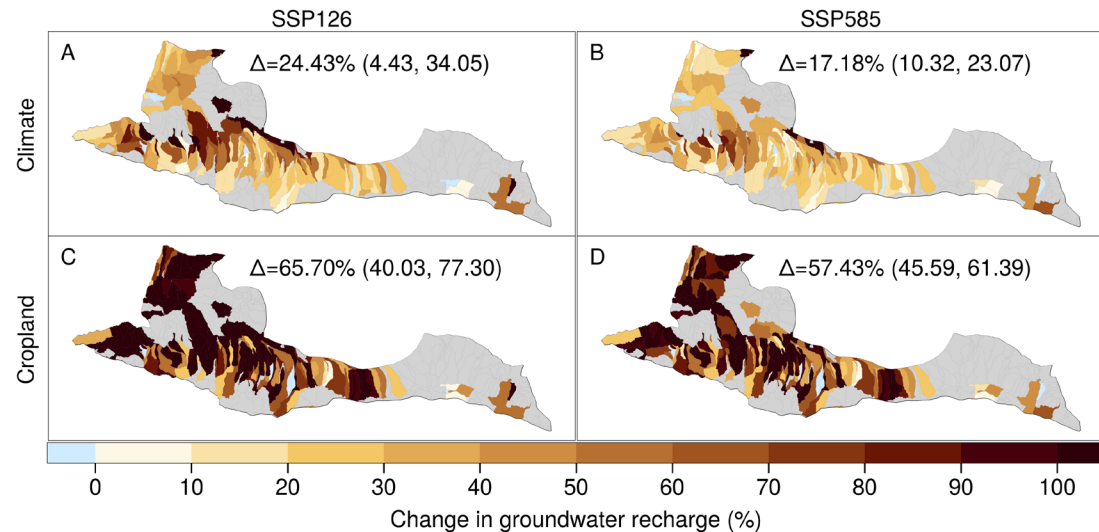 SSP126
SSP585
Climate
A
Δ=24.43% (4.43, 34.05)
B
Δ=17.18% (10.32, 23.07)
Cropland
C
Δ=65.70% (40.03, 77.30)
D
Δ=57.43% (45.59, 61.39)
0 10 20 30 40 50 60 70 80 90 100
Change in groundwater recharge (%)